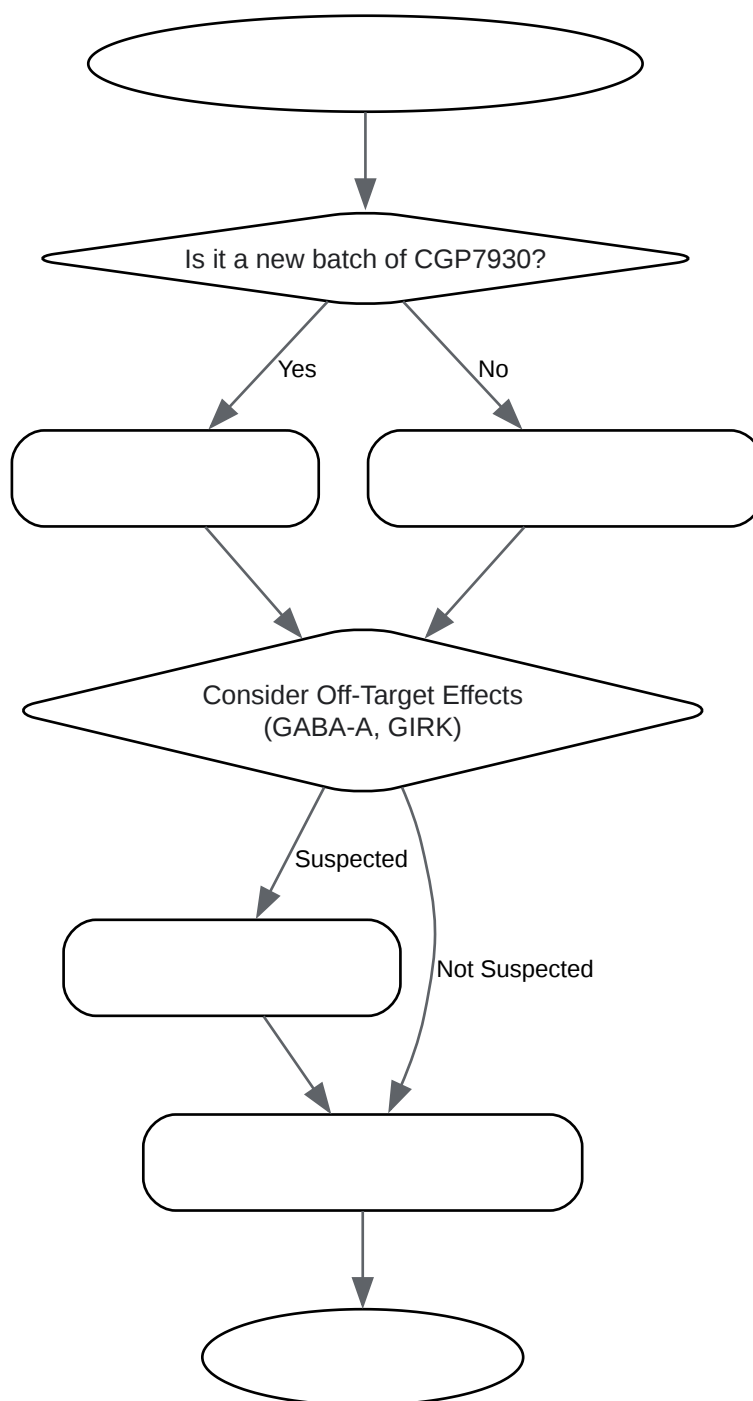 Is it a new batch of CGP7930?
Yes
No
Consider Off-Target Effects
(GABA-A, GIRK)
Suspected
Not Suspected